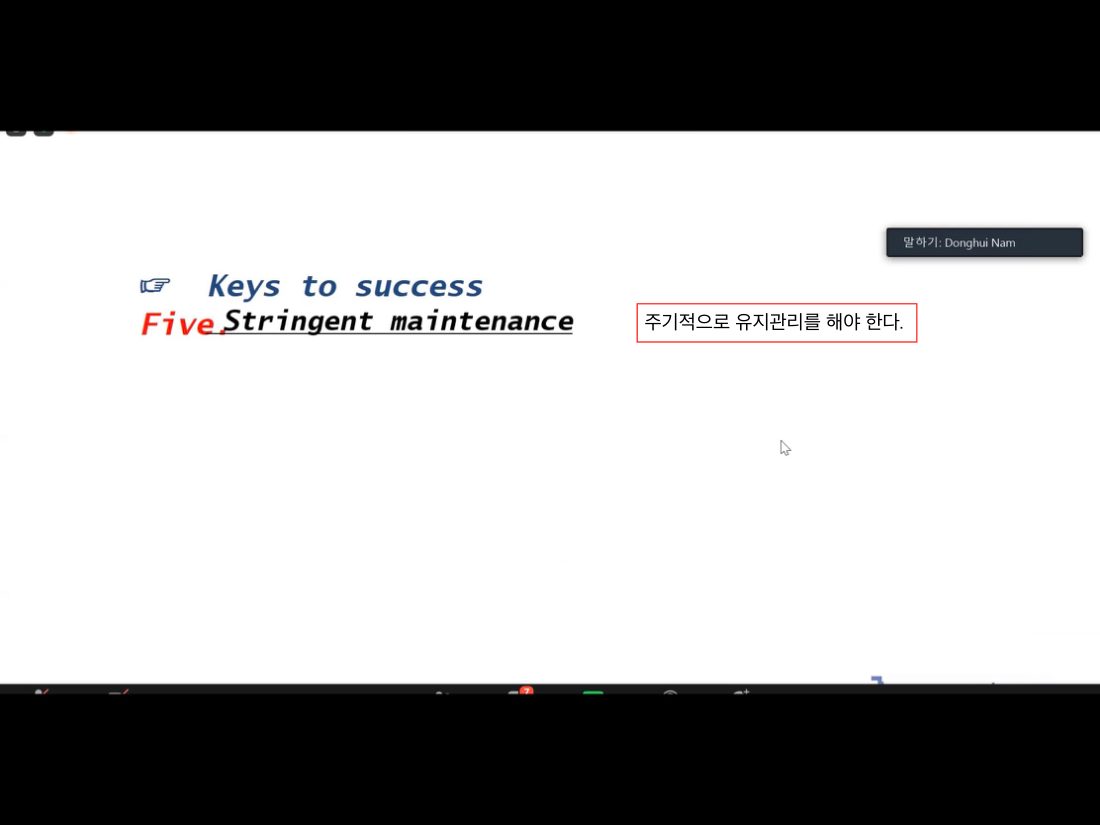 말하기: Donghui Nam
☞ Keys to success
Five.Stringent maintenance
주기적으로 유지관리를 해야 한다.
7